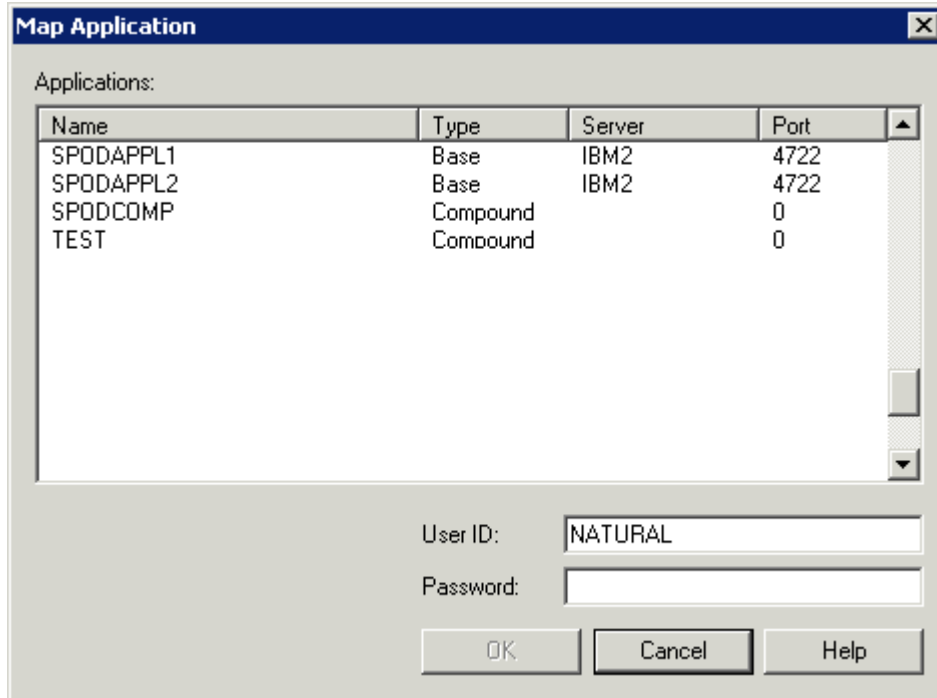 Map Application
Applications:
Name Type Server Port
SPODAPPL1 Base IBM2 4722
SPODAPPL2 Base IBM2 4722
SPODCOMP Compound 0
TEST Compound 0
User ID: NATURAL
Password:
OK Cancel Help